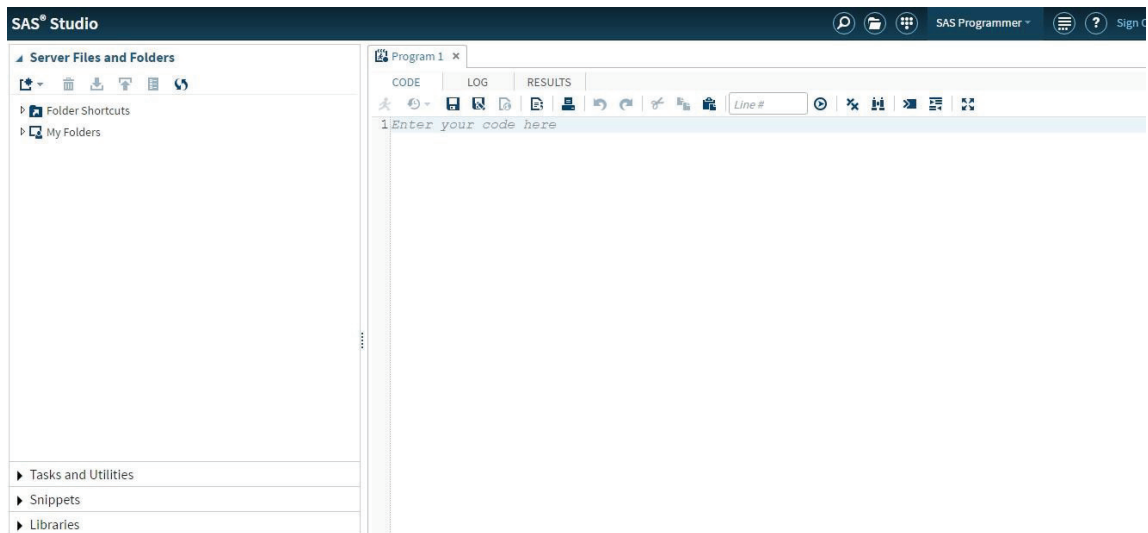 SAS® Studio
SAS Programmer
Sign O
Server Files and Folders
Folder Shortcuts
My Folders
Tasks and Utilities
Snippets
Libraries
Program 1
CODE LOG RESULTS
Line #
1 Enter your code here